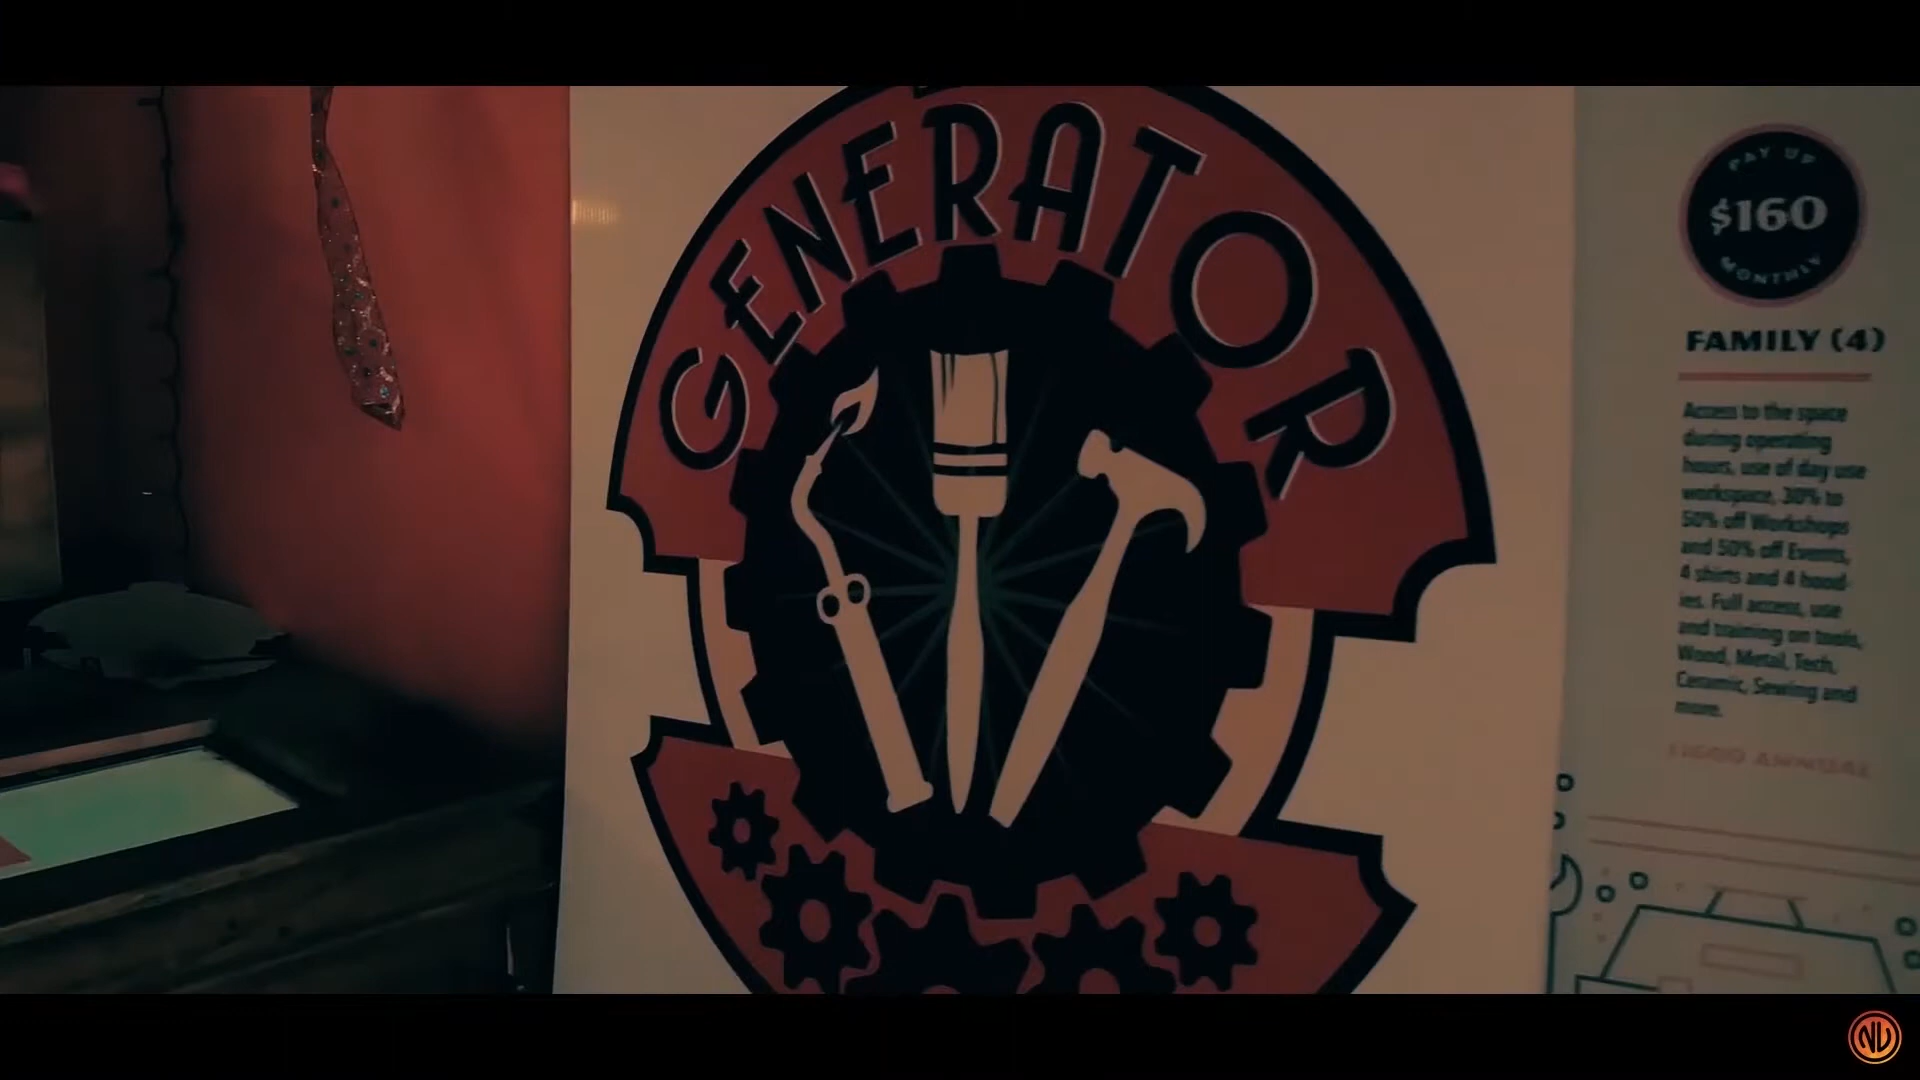 GENERATOR
PAY UP
$160
MONTHLY
FAMILY (4)
Access to the space
during operating
hours, use of day use
workspace, 30% to
50% off Workshops
and 50% off Events,
4 shirts and 4 hood-
ies. Full access, use
and training on tools,
Wood, Metal, Tech,
Ceramic, Sewing and
more.
ANNUAL